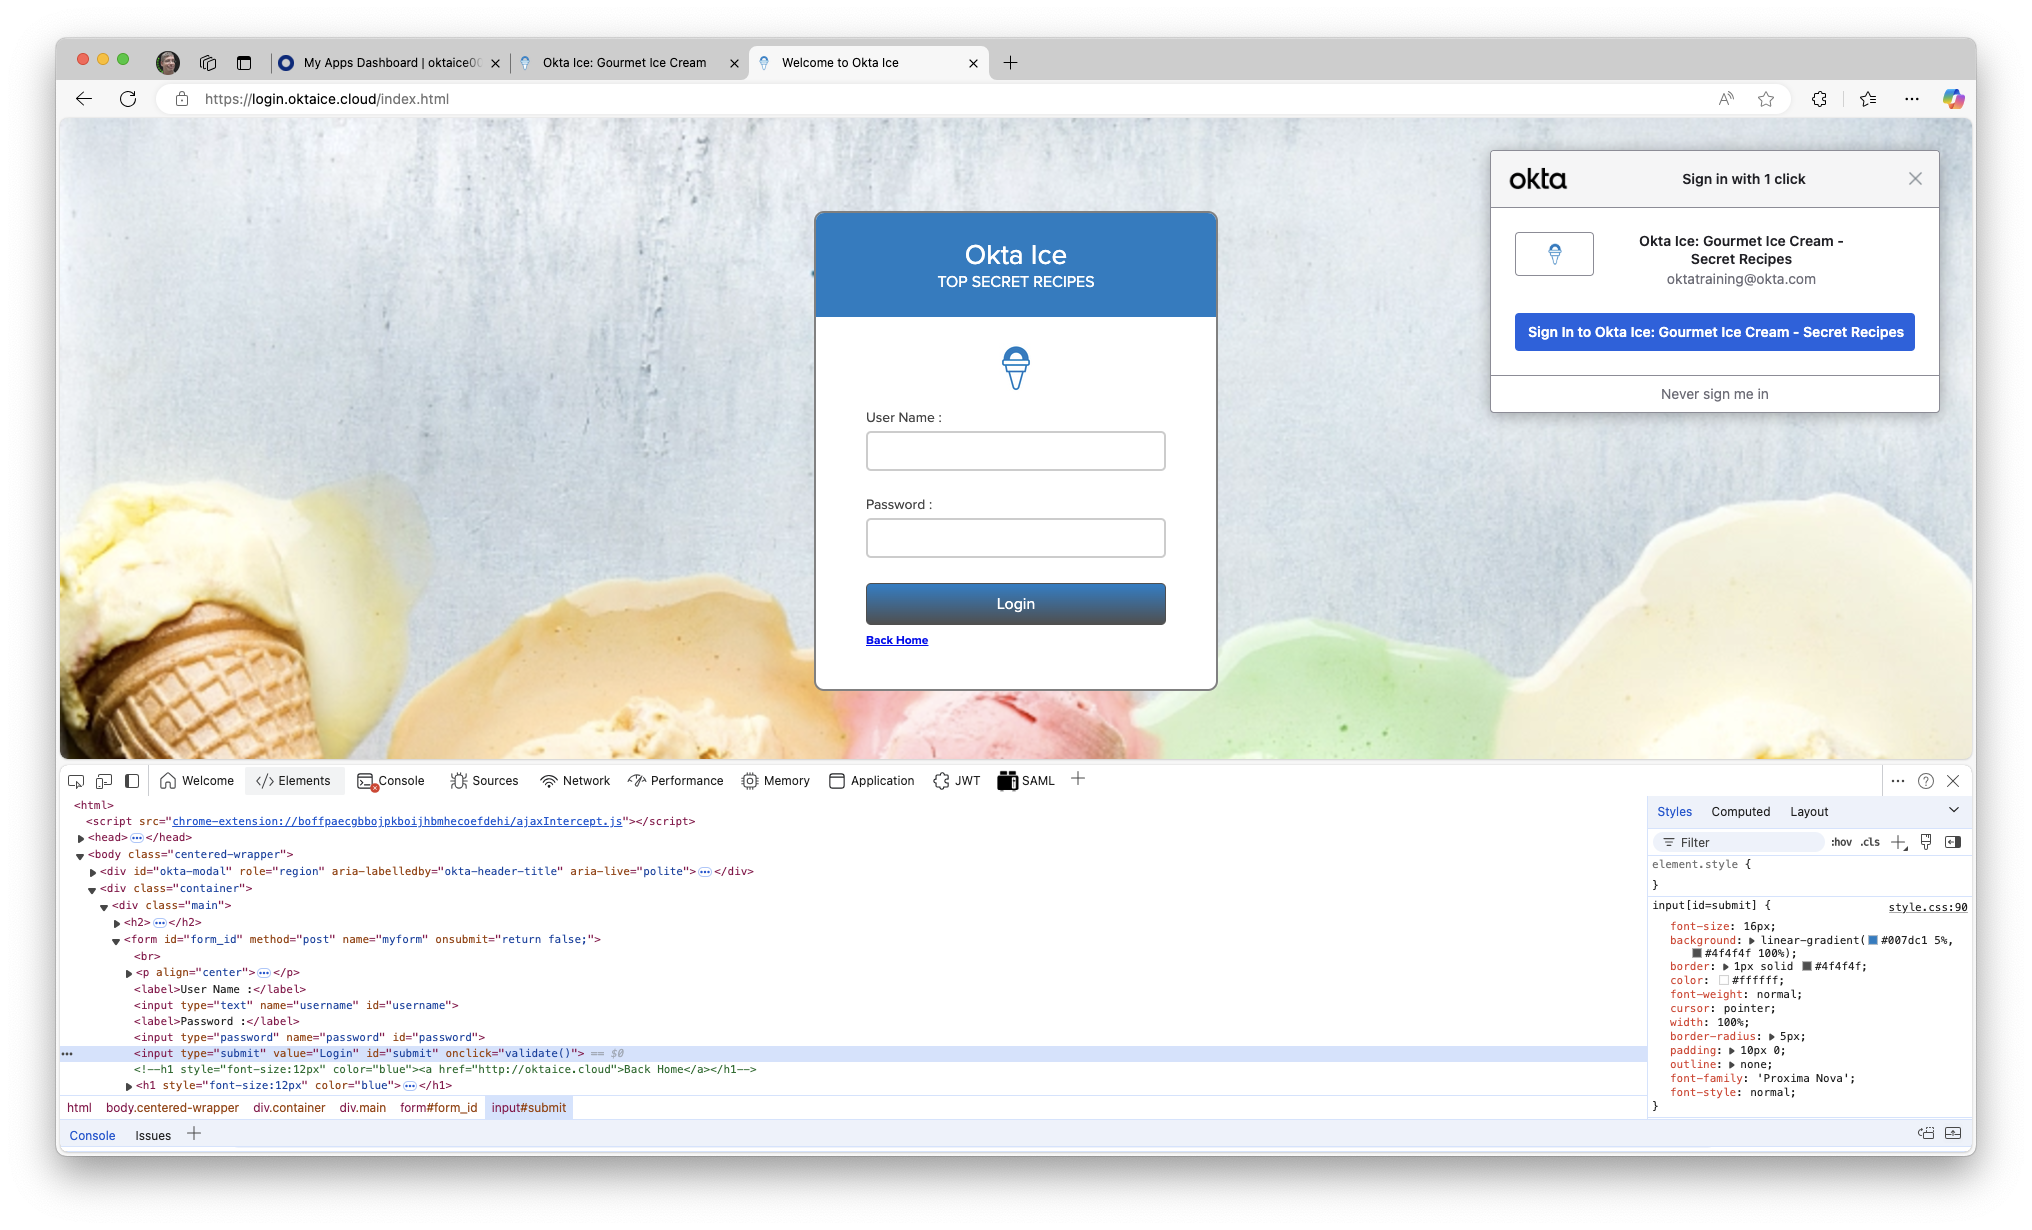 My Apps Dashboard | oktaice00
Okta Ice: Gourmet Ice Cream
Welcome to Okta Ice
https://login.oktaice.cloud/index.html
okta
Sign in with 1 click
Okta Ice: Gourmet Ice Cream -
Secret Recipes
oktatraining@okta.com
Sign In to Okta Ice: Gourmet Ice Cream - Secret Recipes
Never sign me in
Okta Ice
TOP SECRET RECIPES
User Name :
Password :
Login
Back Home
Welcome
</> Elements
Console
Sources
Network
Performance
Memory
Application
JWT
SAML
<html>
<script src="chrome-extension://boffpaecgbbojpkboijhbmhecoefdehi/ajaxIntercept.js"></script>
<head> ⋯ </head>
<body class="centered-wrapper">
<div id="okta-modal" role="region" aria-labelledby="okta-header-title" aria-live="polite"> ⋯ </div>
<div class="container">
<div class="main">
<h2> ⋯ </h2>
<form id="form_id" method="post" name="myform" onsubmit="return false;">
<br>
<p align="center"> ⋯ </p>
<label>User Name :</label>
<input type="text" name="username" id="username">
<label>Password :</label>
<input type="password" name="password" id="password">
<input type="submit" value="Login" id="submit" onclick="validate()"> == $0
<!--h1 style="font-size:12px" color="blue"><a href="http://oktaice.cloud">Back Home</a></h1-->
<h1 style="font-size:12px" color="blue"> ⋯ </h1>
html body.centered-wrapper div.container div.main form#form_id input#submit
Console Issues
Styles Computed Layout
Filter :hov .cls
element.style {
}
input[id=submit] { style.css:90
font-size: 16px;
background: linear-gradient( #007dc1 5%,
#4f4f4f 100%);
border: 1px solid #4f4f4f;
color: #ffffff;
font-weight: normal;
cursor: pointer;
width: 100%;
border-radius: 5px;
padding: 10px 0;
outline: none;
font-family: 'Proxima Nova';
font-style: normal;
}